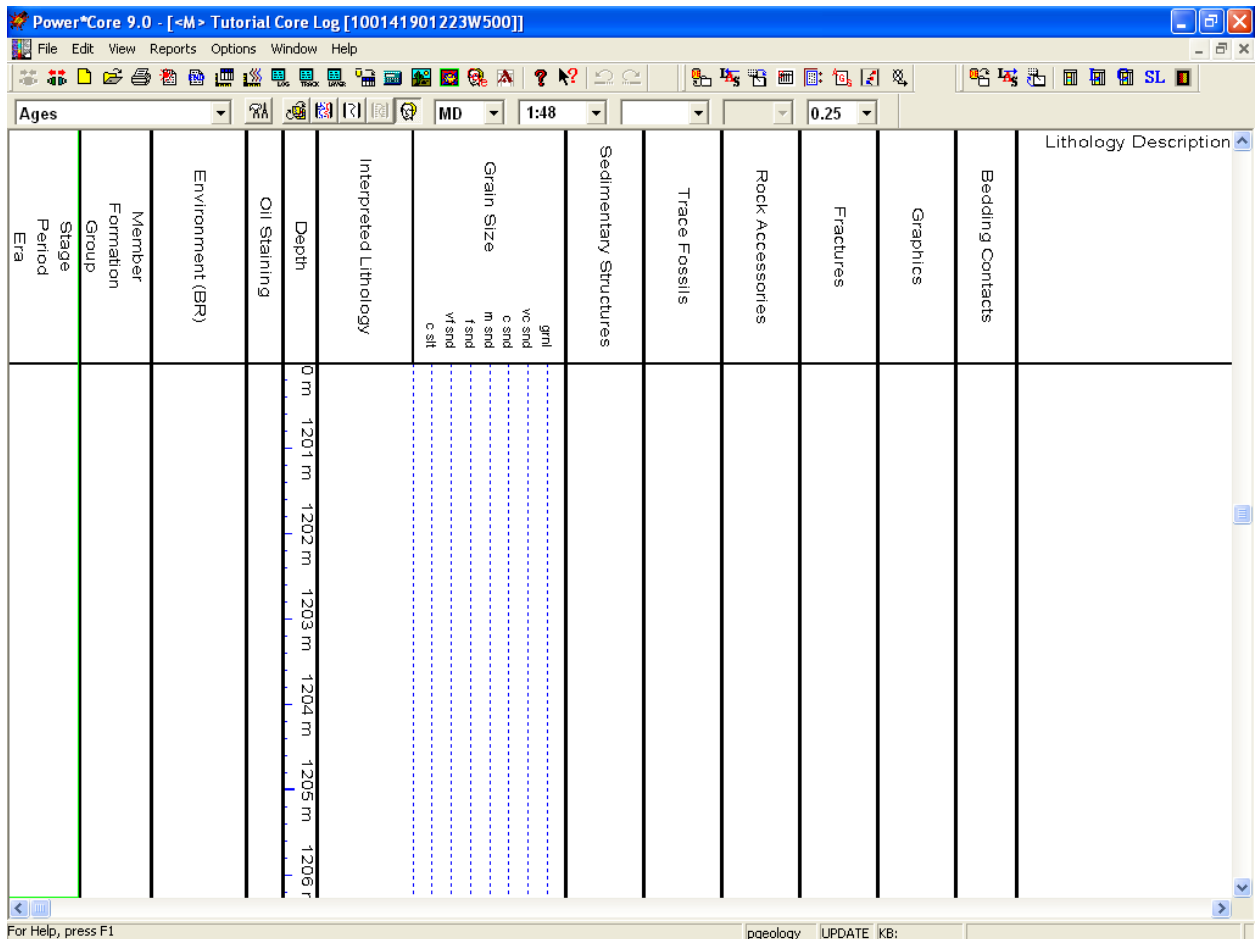 Power*Core 9.0 - [<M> Tutorial Core Log [100141901223W500]]
File Edit View Reports Options Window Help
SL
Ages MD 1:48 0.25
Era
Period
Stage
Group
Formation
Member
Environment (BR)
Oil Staining
Depth
Interpreted Lithology
Grain Size
c slt
vf snd
f snd
m snd
c snd
vc snd
grnl
Sedimentary Structures
Trace Fossils
Rock Accessories
Fractures
Graphics
Bedding Contacts
Lithology Description
0 m
1201 m
1202 m
1203 m
1204 m
1205 m
1206 m
For Help, press F1 pgeology UPDATE KB: